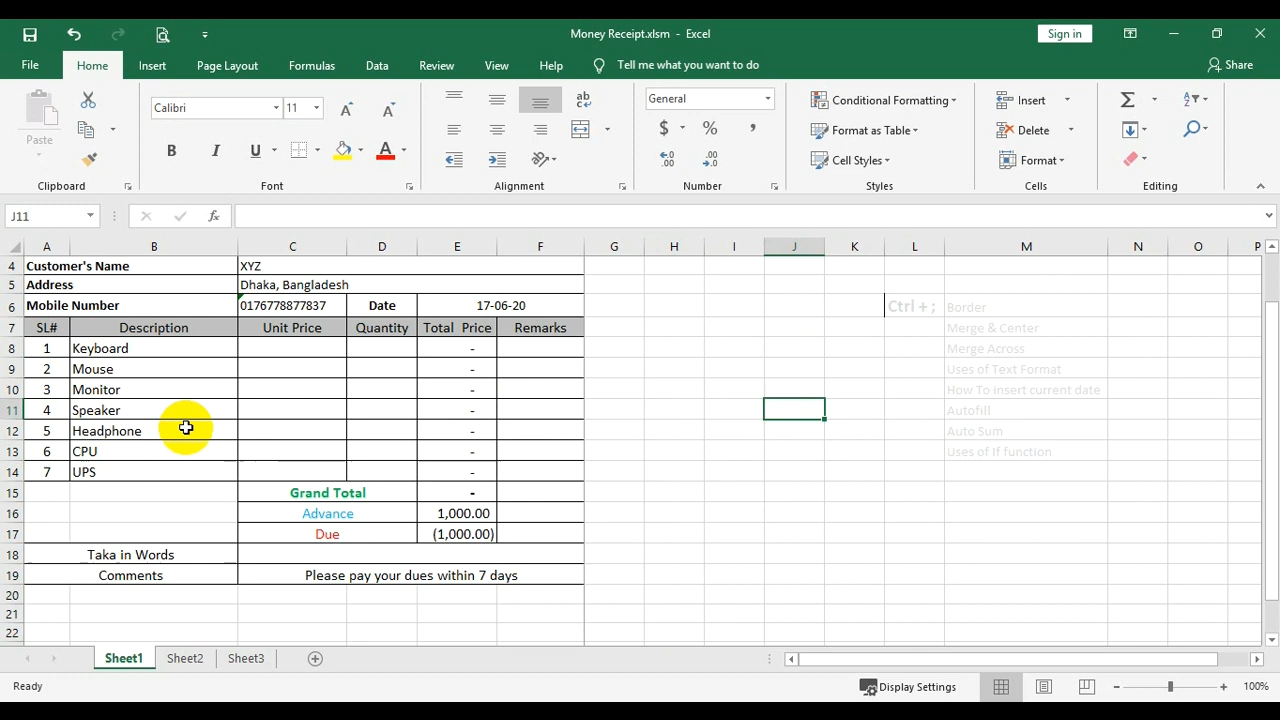 Money Receipt.xlsm - Excel
Sign in
File Home Insert Page Layout Formulas Data Review View Help Tell me what you want to do Share
Paste
Calibri 11
General
Conditional Formatting
Format as Table
Cell Styles
Insert
Delete
Format
B I U A
$ % ,
Clipboard Font Alignment Number Styles Cells Editing
J11
fx
A B C D E F G H I J K L M N O P
4 Customer's Name XYZ
5 Address Dhaka, Bangladesh
6 Mobile Number 0176778877837 Date 17-06-20 Ctrl + ; Border
7 SL# Description Unit Price Quantity Total Price Remarks Merge & Center
8 1 Keyboard - Merge Across
9 2 Mouse - Uses of Text Format
10 3 Monitor - How To insert current date
11 4 Speaker - Autofill
12 5 Headphone - Auto Sum
13 6 CPU - Uses of If function
14 7 UPS -
15 Grand Total -
16 Advance 1,000.00
17 Due (1,000.00)
18 Taka in Words
19 Comments Please pay your dues within 7 days
20
21
22
Sheet1 Sheet2 Sheet3
Ready Display Settings 100%